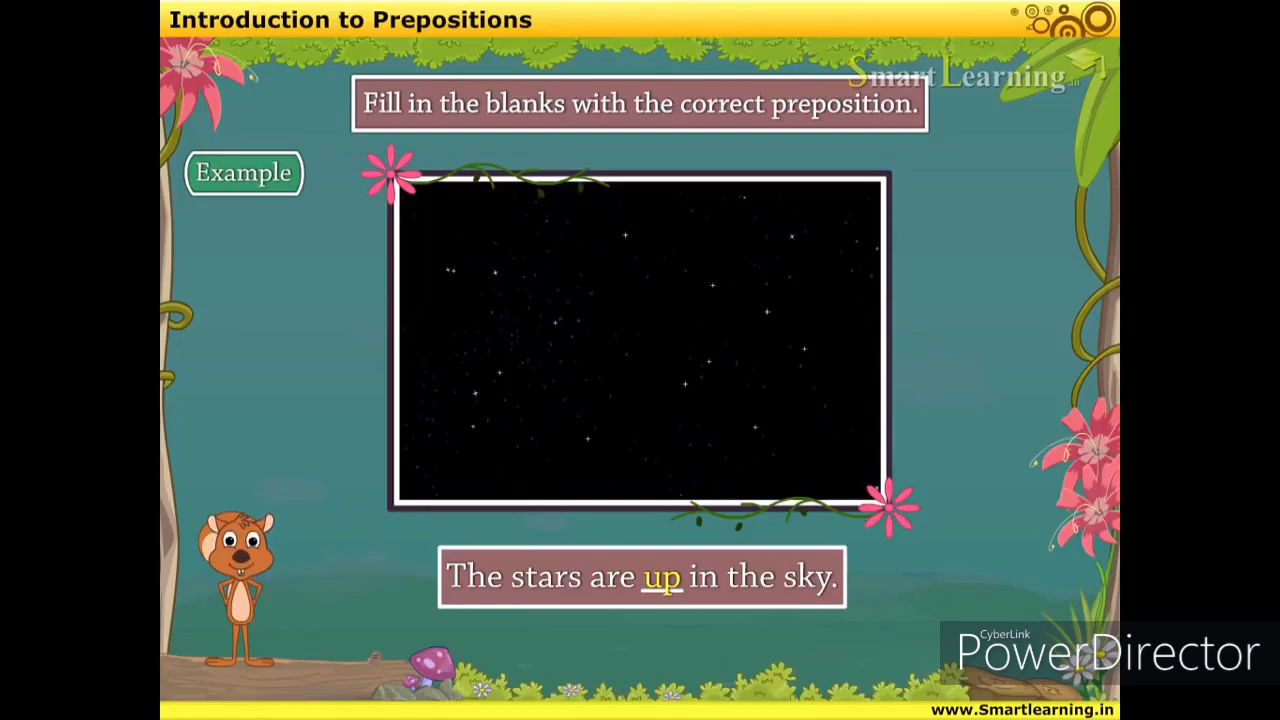 Introduction to Prepositions
Smart Learning.in
Fill in the blanks with the correct preposition.
Example
The stars are up in the sky.
CyberLink
PowerDirector
www.Smartlearning.in